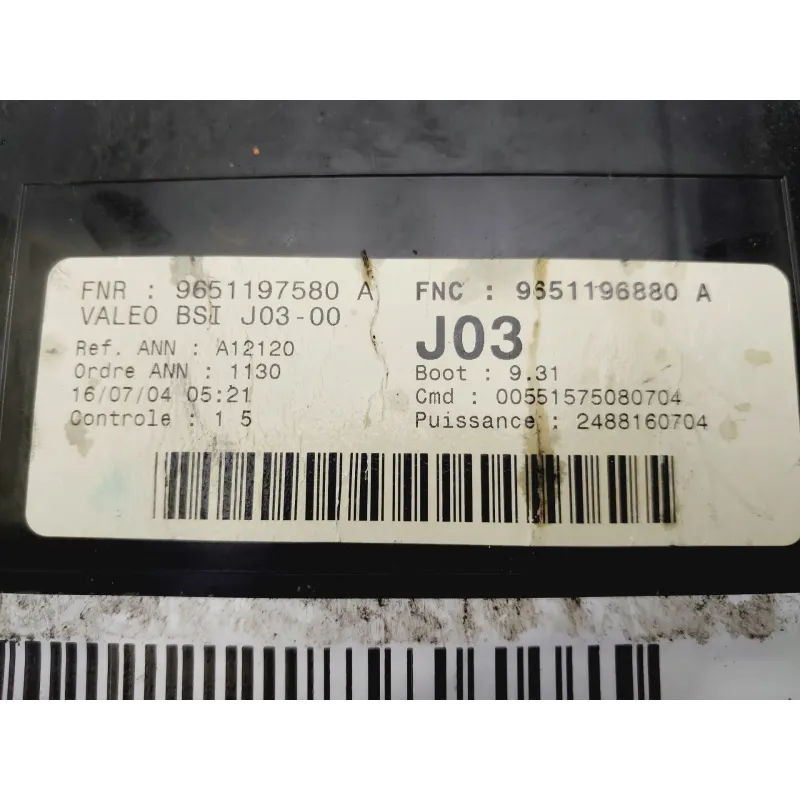 FNR : 9651197580 A
VALEO BSI J03-00
Ref. ANN : A12120
Ordre ANN : 1130
16/07/04 05:21
Controle : 1 5
FNC : 9651196880 A
J03
Boot : 9.31
Cmd : 00551575080704
Puissance : 2488160704